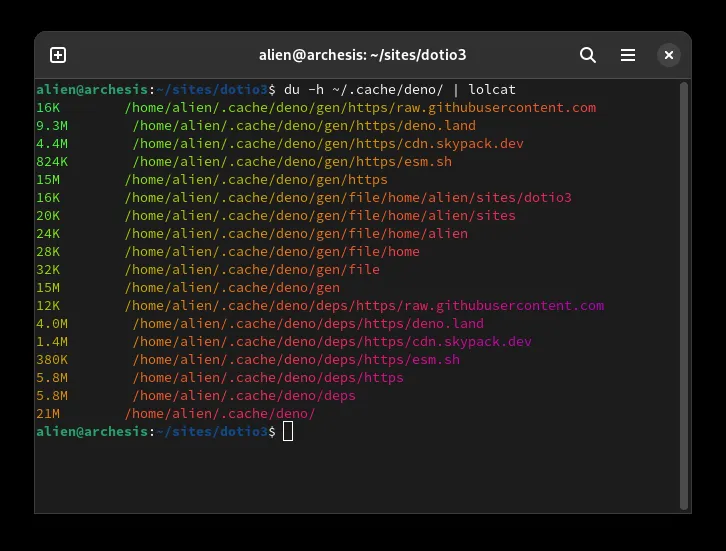 alien@archesis: ~/sites/dotio3
alien@archesis:~/sites/dotio3$ du -h ~/.cache/deno/ | lolcat
16K /home/alien/.cache/deno/gen/https/raw.githubusercontent.com
9.3M /home/alien/.cache/deno/gen/https/deno.land
4.4M /home/alien/.cache/deno/gen/https/cdn.skypack.dev
824K /home/alien/.cache/deno/gen/https/esm.sh
15M /home/alien/.cache/deno/gen/https
16K /home/alien/.cache/deno/gen/file/home/alien/sites/dotio3
20K /home/alien/.cache/deno/gen/file/home/alien/sites
24K /home/alien/.cache/deno/gen/file/home/alien
28K /home/alien/.cache/deno/gen/file/home
32K /home/alien/.cache/deno/gen/file
15M /home/alien/.cache/deno/gen
12K /home/alien/.cache/deno/deps/https/raw.githubusercontent.com
4.0M /home/alien/.cache/deno/deps/https/deno.land
1.4M /home/alien/.cache/deno/deps/https/cdn.skypack.dev
380K /home/alien/.cache/deno/deps/https/esm.sh
5.8M /home/alien/.cache/deno/deps/https
5.8M /home/alien/.cache/deno/deps
21M /home/alien/.cache/deno/
alien@archesis:~/sites/dotio3$